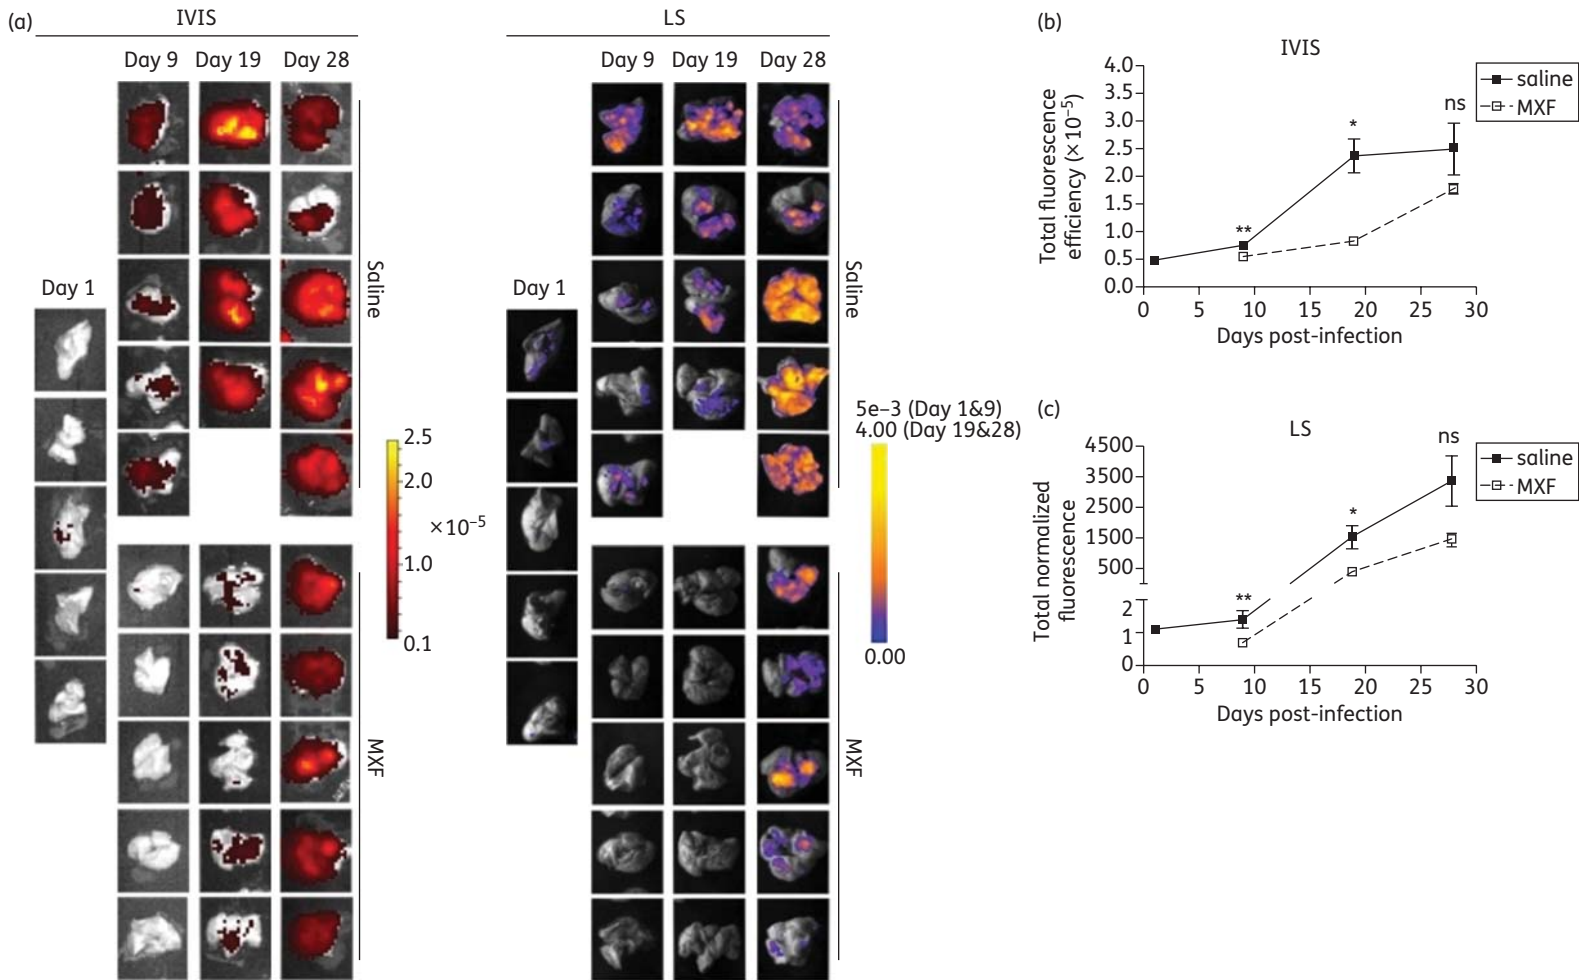 (a)
IVIS
Day 9 Day 19 Day 28
Saline
Day 1
2.5
2.0
×10⁻⁵
1.0
0.1
MXF
LS
Day 9 Day 19 Day 28
Saline
Day 1
5e–3 (Day 1&9)
4.00 (Day 19&28)
0.00
MXF
(b)
IVIS
Total fluorescence
efficiency (×10⁻⁵)
4.0
3.5
3.0
2.5
2.0
1.5
1.0
0.5
0.0
**
*
ns
saline
MXF
0 5 10 15 20 25 30
Days post-infection
(c)
LS
Total normalized
fluorescence
4500
3500
2500
1500
500
2
1
0
**
*
ns
saline
MXF
0 5 10 15 20 25 30
Days post-infection